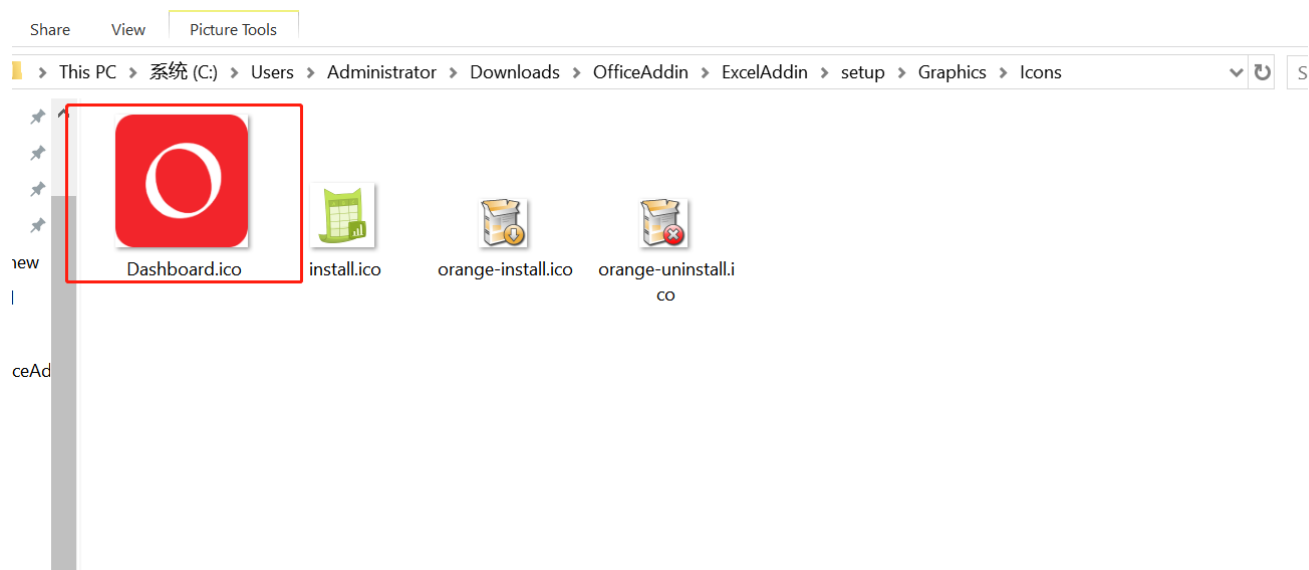 Share View Picture Tools
This PC 系统 (C:) Users Administrator Downloads OfficeAddin ExcelAddin setup Graphics Icons S
new
ceAd
Dashboard.ico install.ico orange-install.ico orange-uninstall.i
co